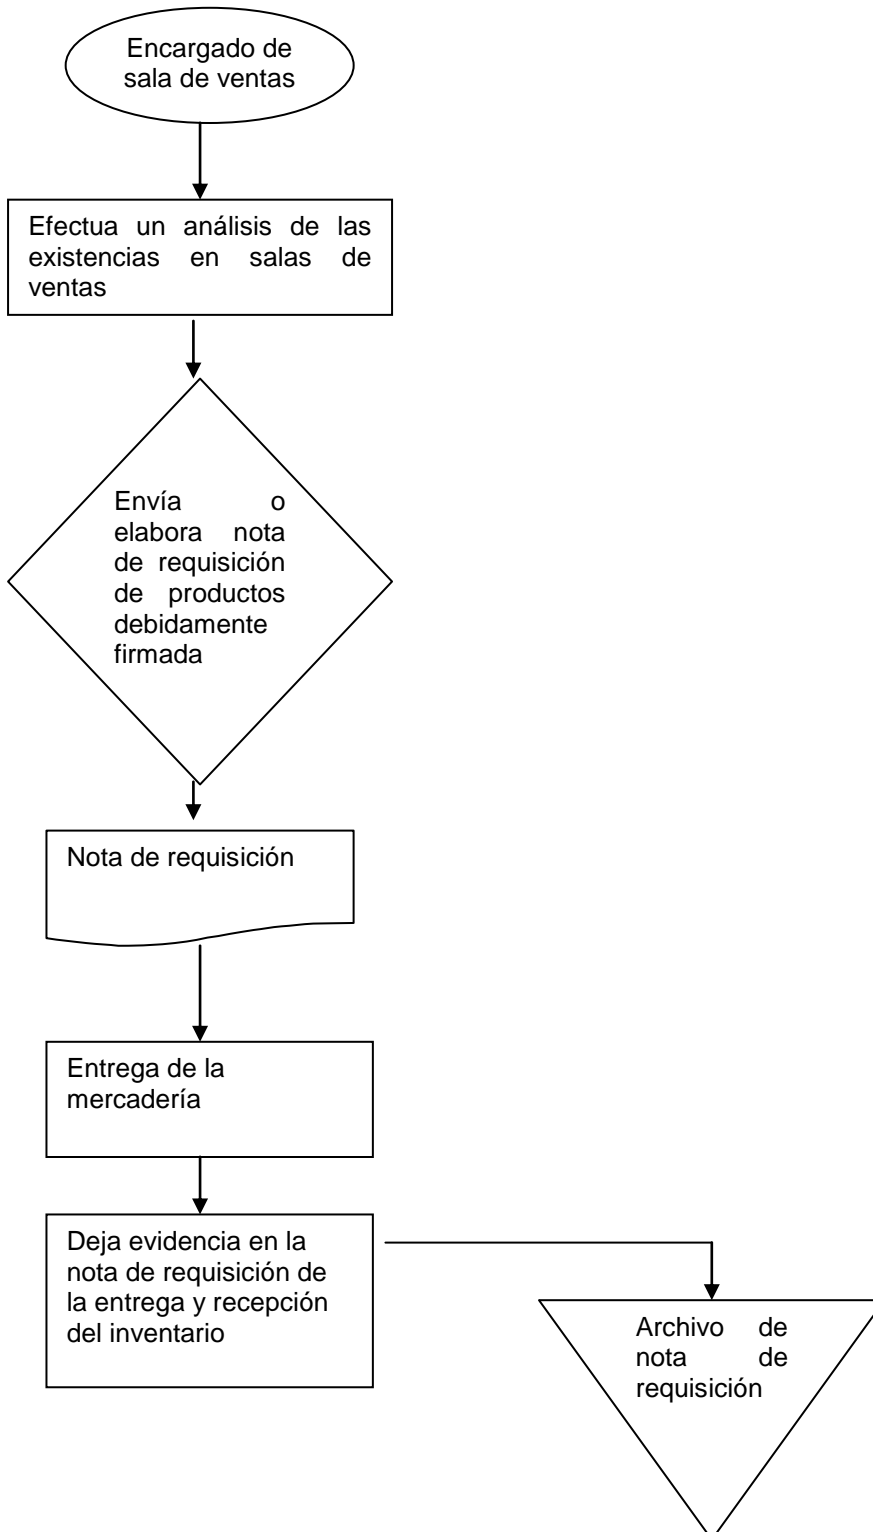 Encargado de
sala de ventas
Efectua un análisis de las
existencias en salas de
ventas
Envía o
elabora nota
de requisición
de productos
debidamente
firmada
Nota de requisición
Entrega de la
mercadería
Deja evidencia en la
nota de requisición de
la entrega y recepción
del inventario
Archivo de
nota de
requisición